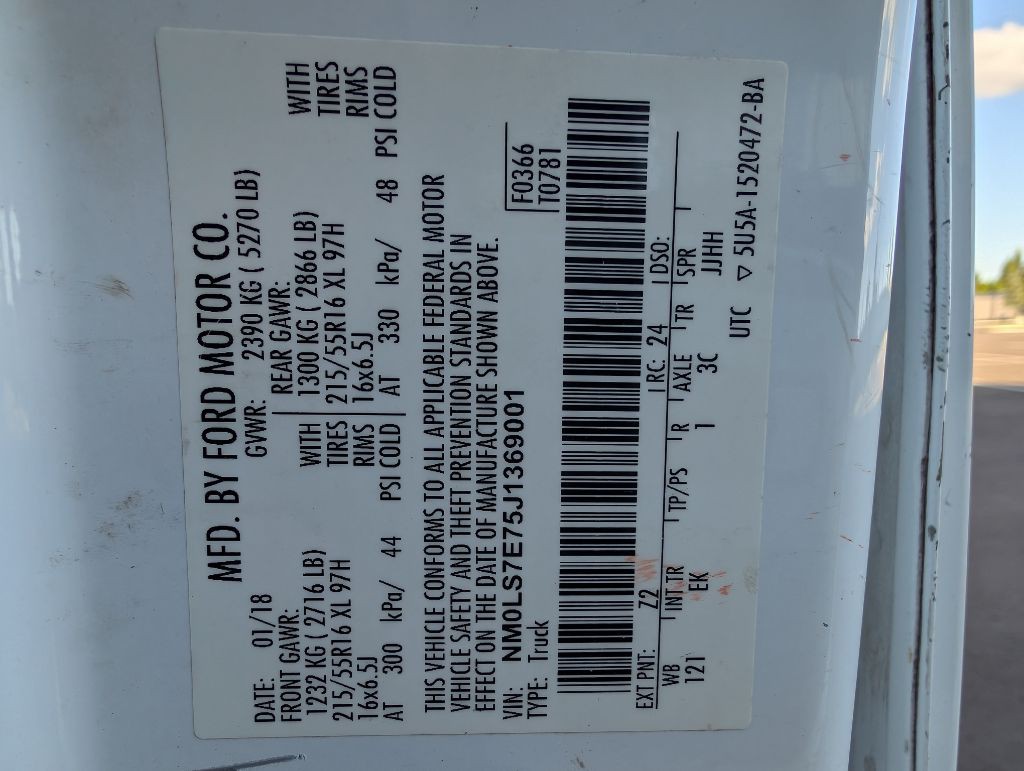 MFD. BY FORD MOTOR CO.
DATE: 01/18 GVWR: 2390 KG ( 5270 LB)
FRONT GAWR: REAR GAWR:
1232 KG ( 2716 LB) WITH 1300 KG ( 2866 LB) WITH
215/55R16 XL 97H TIRES 215/55R16 XL 97H TIRES
16x6.5J RIMS 16x6.5J RIMS
AT 300 kPa/ 44 PSI COLD AT 330 kPa/ 48 PSI COLD
THIS VEHICLE CONFORMS TO ALL APPLICABLE FEDERAL MOTOR
VEHICLE SAFETY AND THEFT PREVENTION STANDARDS IN
EFFECT ON THE DATE OF MANUFACTURE SHOWN ABOVE.
VIN: NM0LS7E75J1369001 F0366
TYPE: Truck T0781
EXT PNT: Z2 RC: 24 DSO:
WB INT TR TP/PS R AXLE TR SPR
121 EK 1 3C JJHH
UTC ▽ 5U5A-1520472-BA